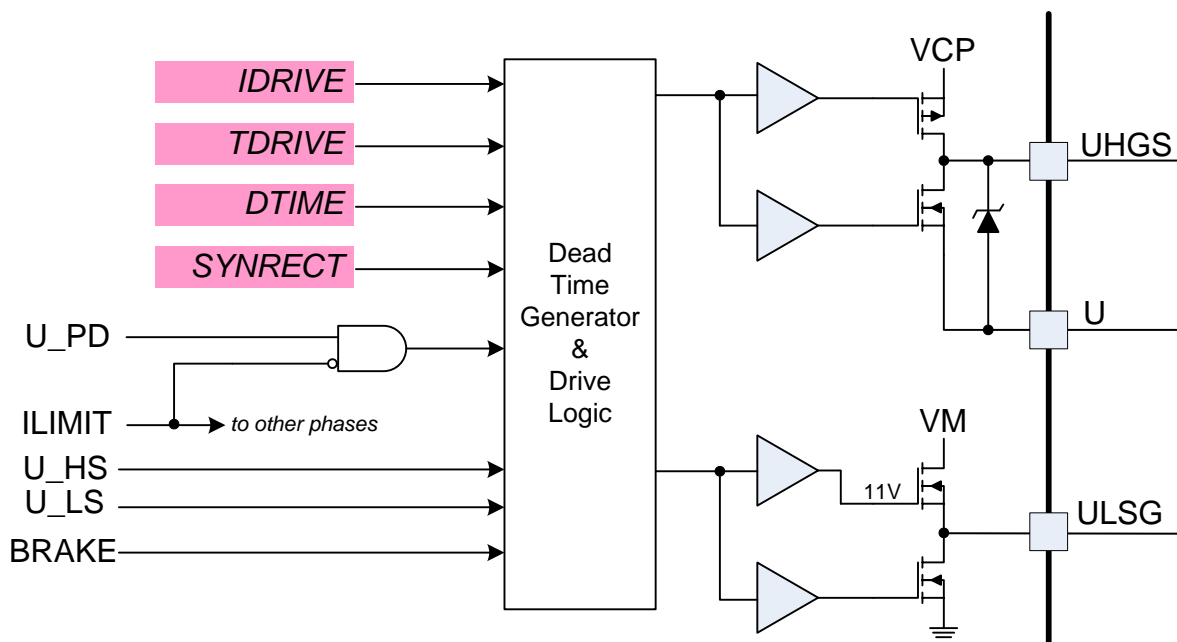 VCP
IDRIVE
TDRIVE
DTIME
SYNRECT
U_PD
ILIMIT
to other phases
U_HS
U_LS
BRAKE
Dead
Time
Generator
&
Drive
Logic
UHGS
U
VM
11V
ULSG